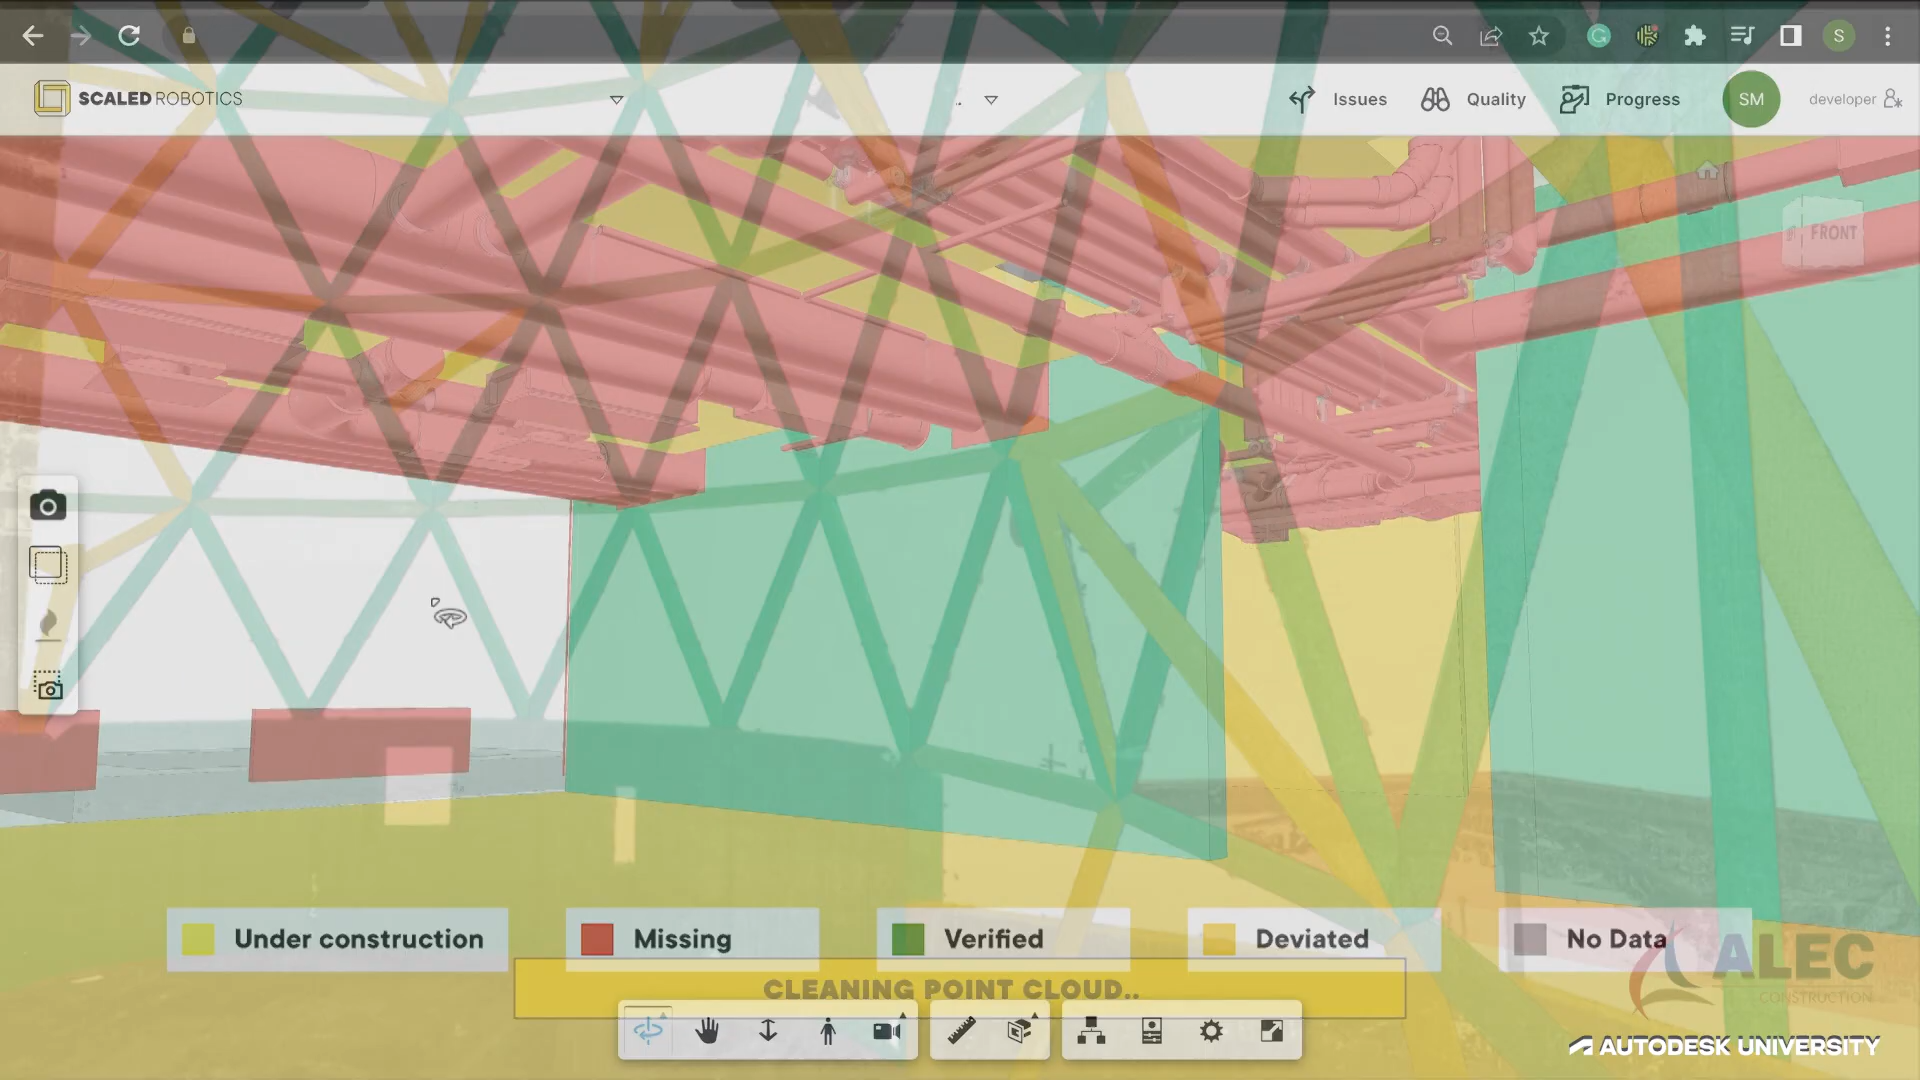 S
SCALED ROBOTICS
..
Issues
Quality
Progress
SM
developer
FRONT
Under construction
Missing
Verified
Deviated
No Data
ALEC
CONSTRUCTION
CLEANING POINT CLOUD..
AUTODESK UNIVERSITY